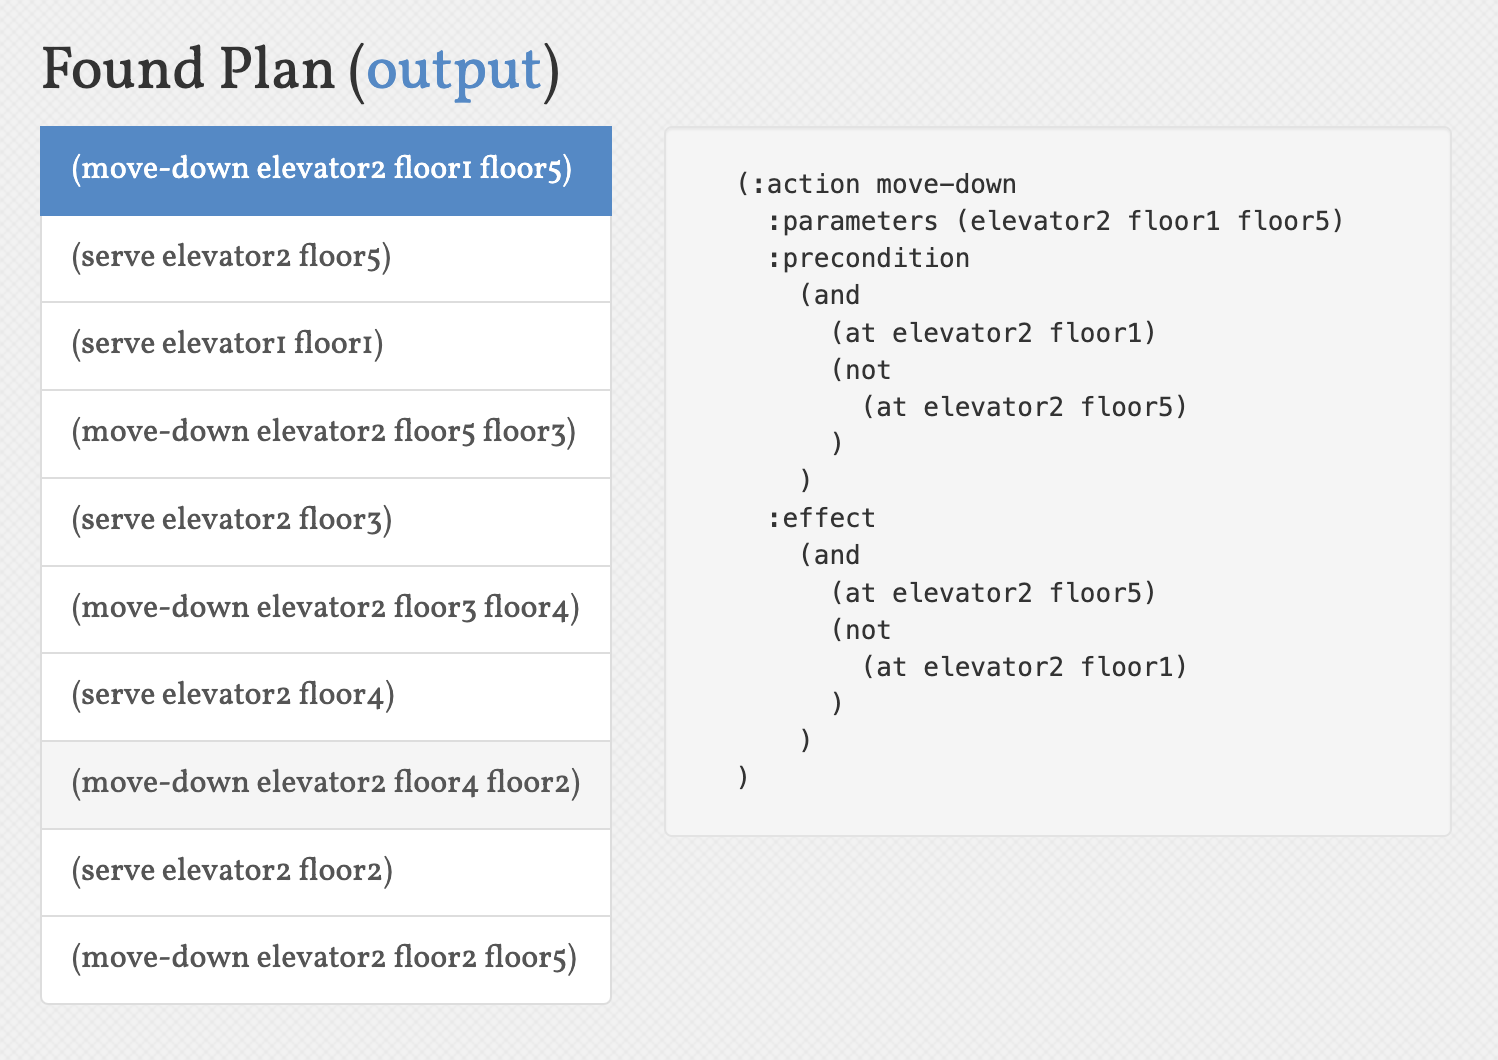 Found Plan (output)
(move-down elevator2 floor1 floor5)
(serve elevator2 floor5)
(serve elevator1 floor1)
(move-down elevator2 floor5 floor3)
(serve elevator2 floor3)
(move-down elevator2 floor3 floor4)
(serve elevator2 floor4)
(move-down elevator2 floor4 floor2)
(serve elevator2 floor2)
(move-down elevator2 floor2 floor5)
(:action move-down
  :parameters (elevator2 floor1 floor5)
  :precondition
    (and
      (at elevator2 floor1)
      (not
        (at elevator2 floor5)
      )
    )
  :effect
    (and
      (at elevator2 floor5)
      (not
        (at elevator2 floor1)
      )
    )
)